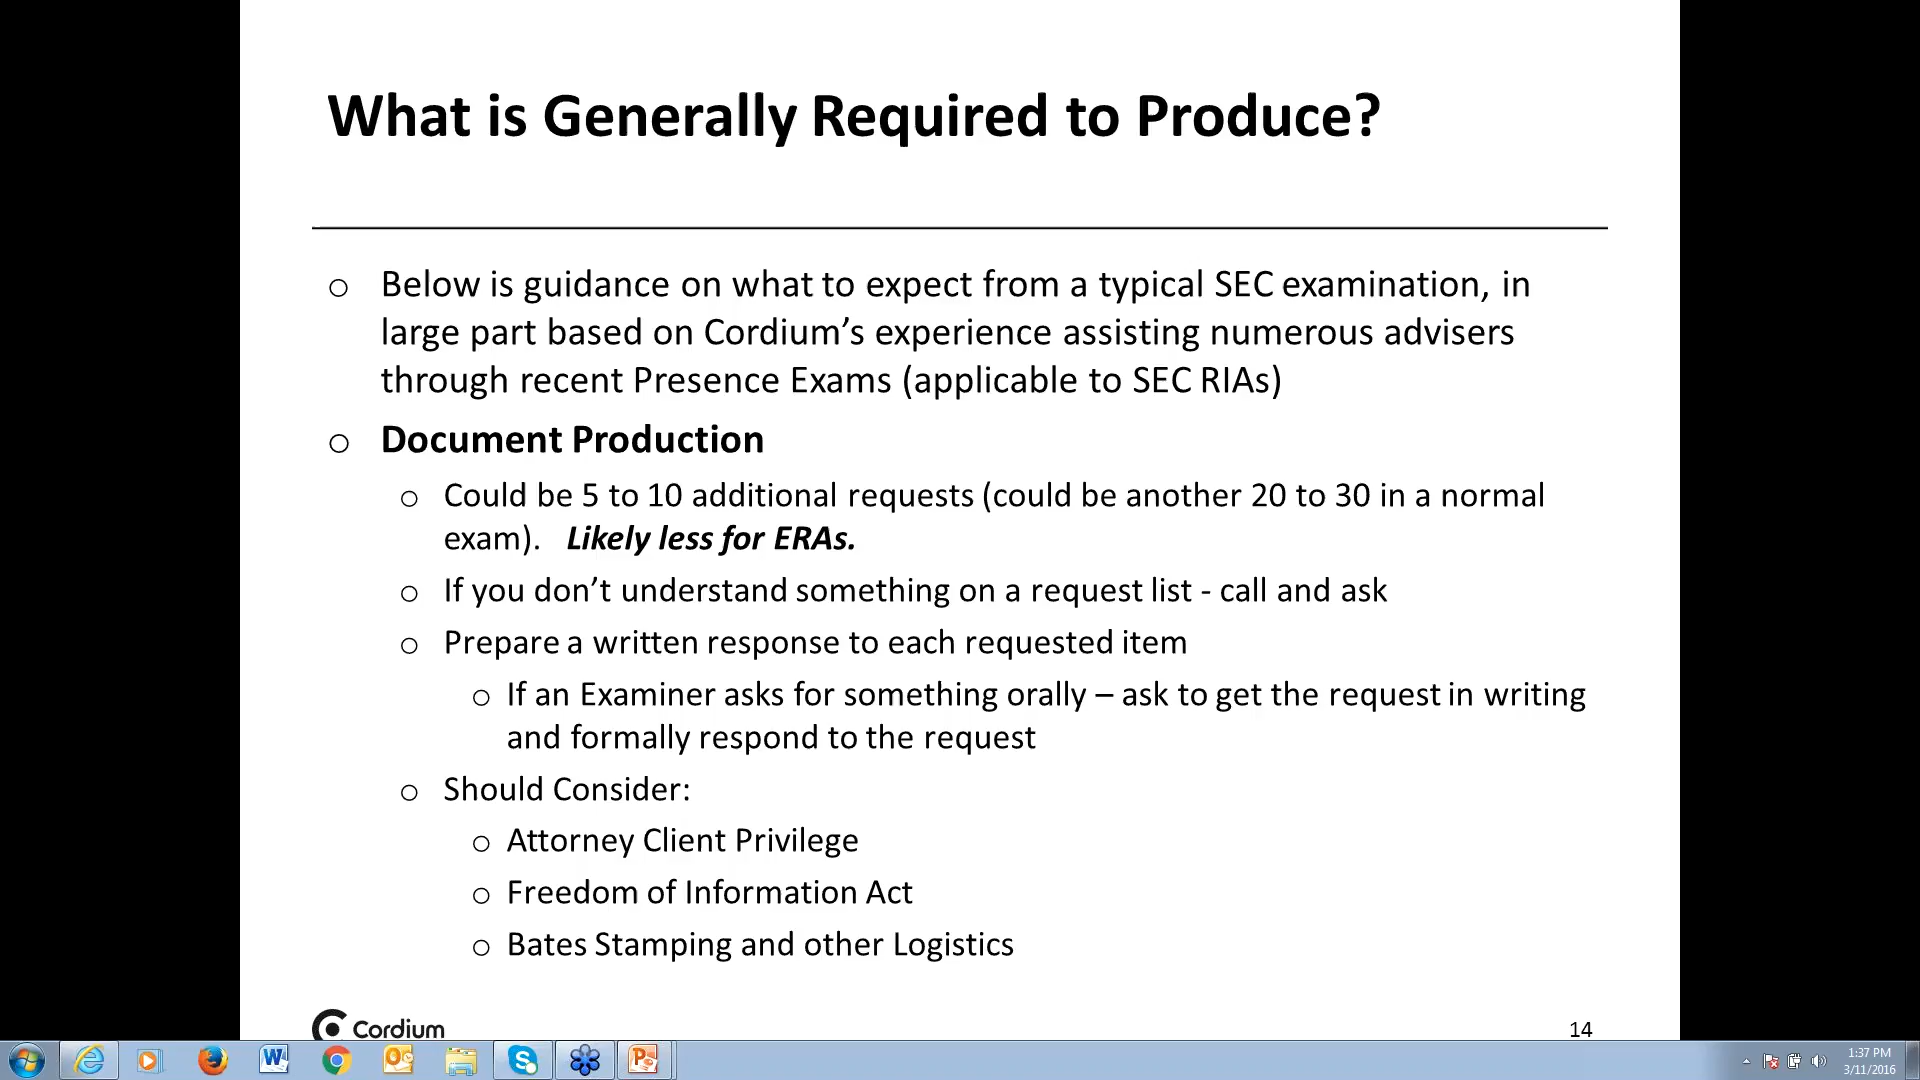 What is Generally Required to Produce?
o Below is guidance on what to expect from a typical SEC examination, in
large part based on Cordium’s experience assisting numerous advisers
through recent Presence Exams (applicable to SEC RIAs)
o Document Production
o Could be 5 to 10 additional requests (could be another 20 to 30 in a normal
exam). Likely less for ERAs.
o If you don’t understand something on a request list - call and ask
o Prepare a written response to each requested item
o If an Examiner asks for something orally – ask to get the request in writing
and formally respond to the request
o Should Consider:
o Attorney Client Privilege
o Freedom of Information Act
o Bates Stamping and other Logistics
Cordium
14
1:37 PM
3/11/2016